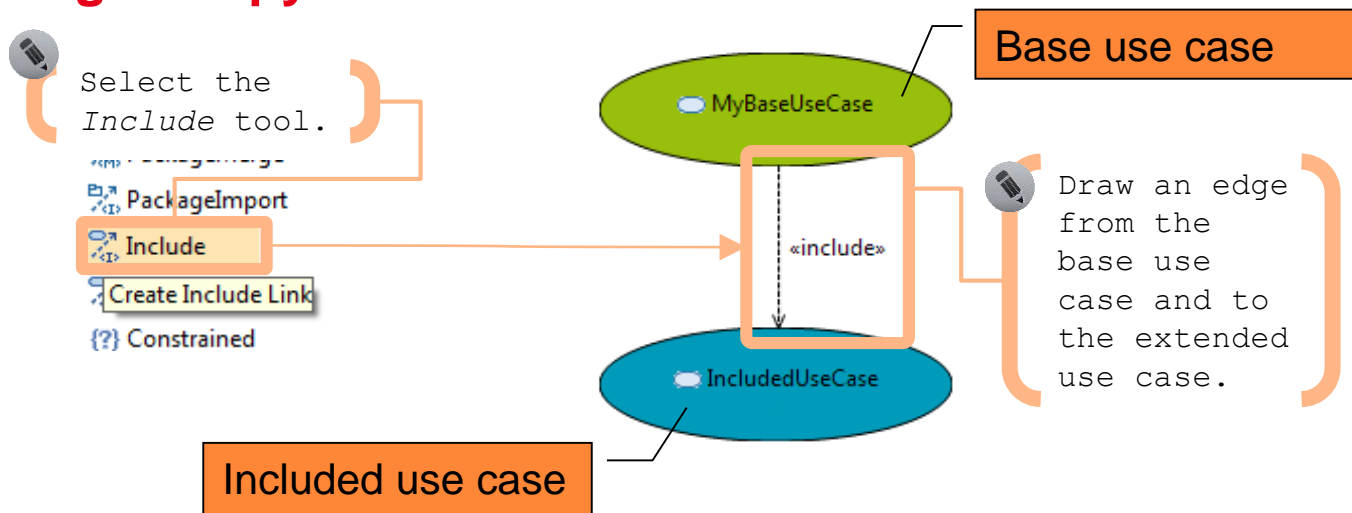 Base use case
Select the
Include tool.
MyBaseUseCase
PackageImport
Include
Create Include Link
{?} Constrained
«include»
Draw an edge
from the
base use
case and to
the extended
use case.
IncludedUseCase
Included use case